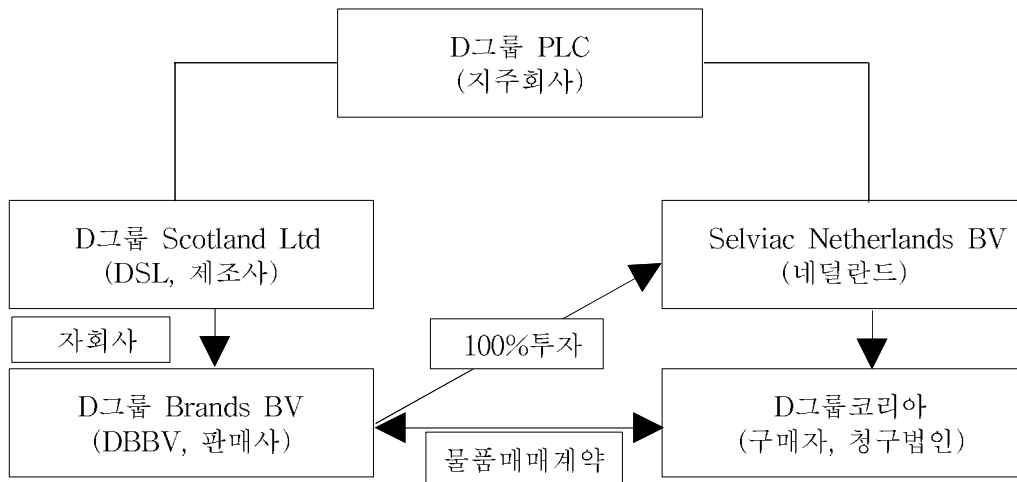 D그룹 PLC
(지주회사)
D그룹 Scotland Ltd
(DSL, 제조사)
Selviac Netherlands BV
(네덜란드)
자회사
100%투자
D그룹 Brands BV
(DBBV, 판매사)
D그룹코리아
(구매자, 청구법인)
물품매매계약